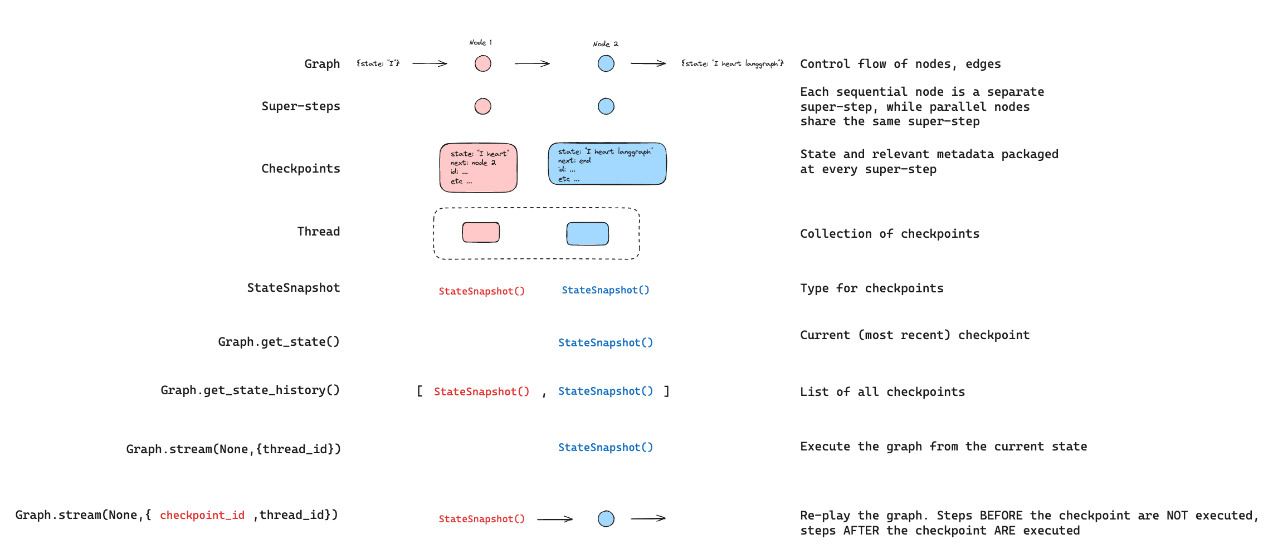 Node 1
Node 2
Graph
{state: "I"}
{state: "I heart langgraph"}
Control flow of nodes, edges
Super-steps
Each sequential node is a separate
super-step, while parallel nodes
share the same super-step
Checkpoints
state: "I heart"
next: node 2
id: ...
etc ...
state: "I heart langgraph"
next: end
id: ...
etc ...
State and relevant metadata packaged
at every super-step
Thread
Collection of checkpoints
StateSnapshot
StateSnapshot()
StateSnapshot()
Type for checkpoints
Graph.get_state()
StateSnapshot()
Current (most recent) checkpoint
Graph.get_state_history()
[ StateSnapshot() , StateSnapshot() ]
List of all checkpoints
Graph.stream(None,{thread_id})
StateSnapshot()
Execute the graph from the current state
Graph.stream(None,{ checkpoint_id ,thread_id})
StateSnapshot()
Re-play the graph. Steps BEFORE the checkpoint are NOT executed,
steps AFTER the checkpoint ARE executed